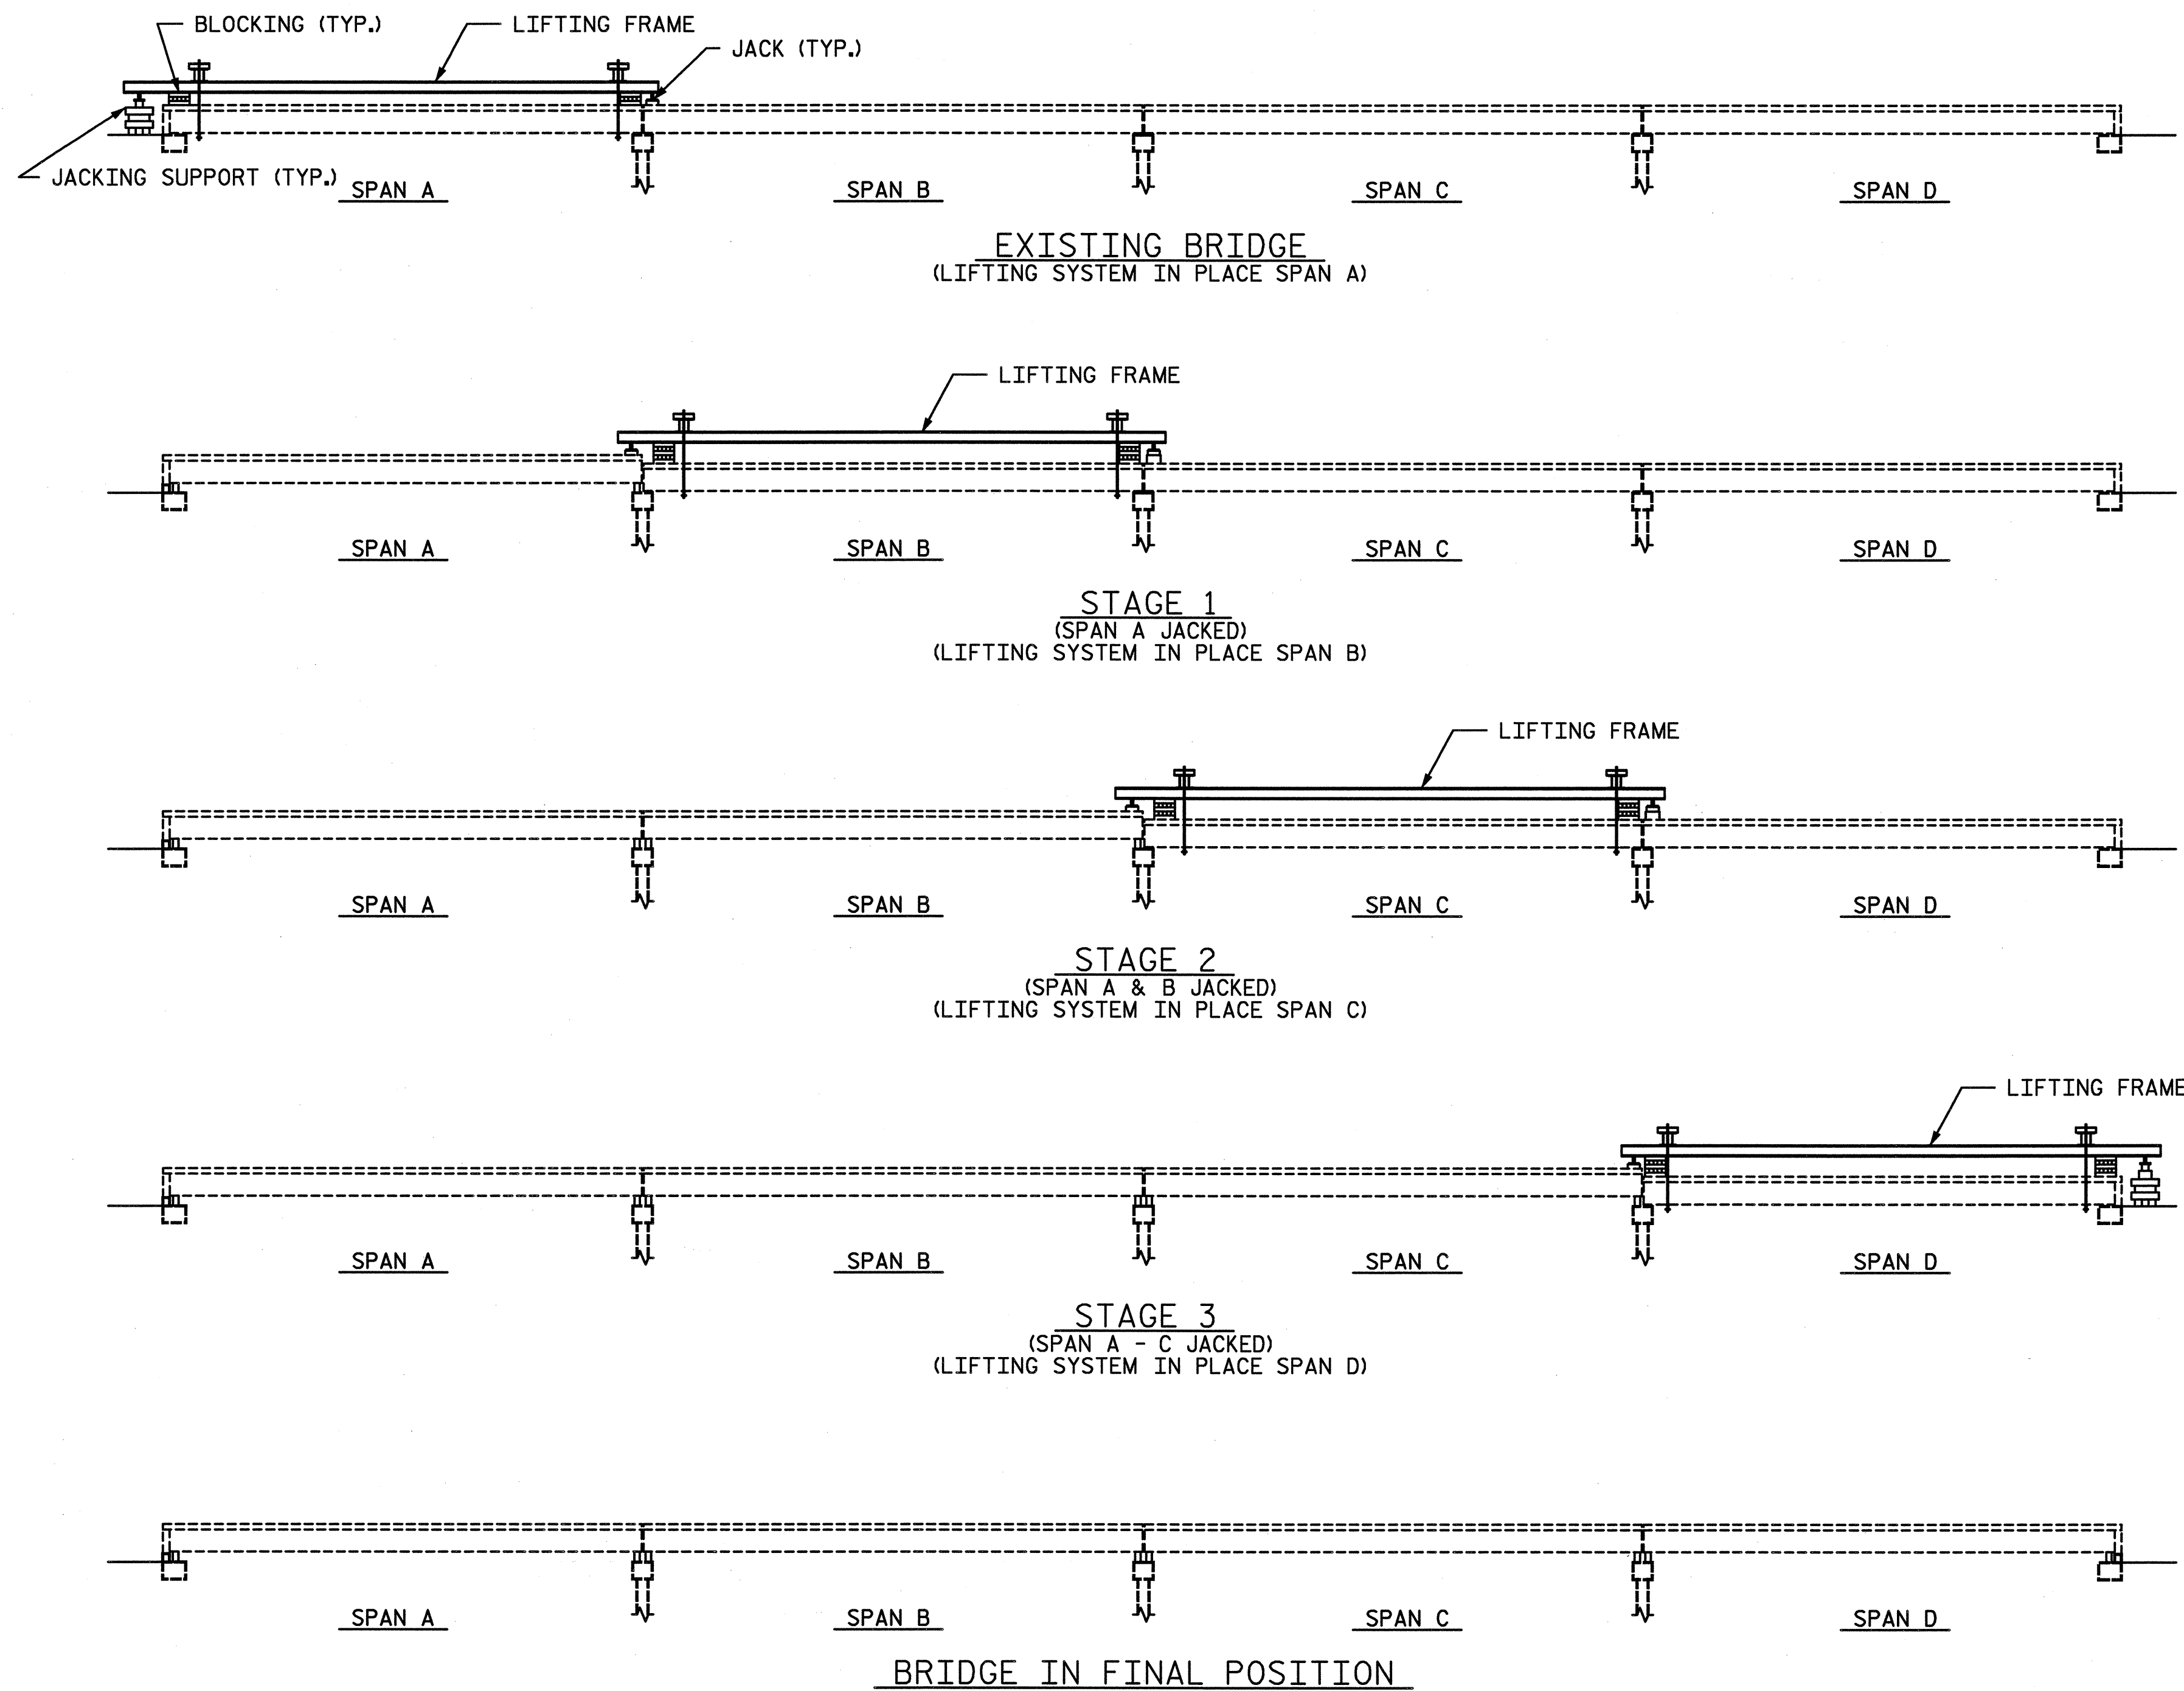 BLOCKING (TYP.)
LIFTING FRAME
JACK (TYP.)
JACKING SUPPORT (TYP.)
SPAN A
SPAN B
SPAN C
SPAN D
EXISTING BRIDGE
(LIFTING SYSTEM IN PLACE SPAN A)
LIFTING FRAME
SPAN A
SPAN B
SPAN C
SPAN D
STAGE 1
(SPAN A JACKED)
(LIFTING SYSTEM IN PLACE SPAN B)
LIFTING FRAME
SPAN A
SPAN B
SPAN C
SPAN D
STAGE 2
(SPAN A & B JACKED)
(LIFTING SYSTEM IN PLACE SPAN C)
LIFTING FRAME
SPAN A
SPAN B
SPAN C
SPAN D
STAGE 3
(SPAN A - C JACKED)
(LIFTING SYSTEM IN PLACE SPAN D)
SPAN A
SPAN B
SPAN C
SPAN D
BRIDGE IN FINAL POSITION